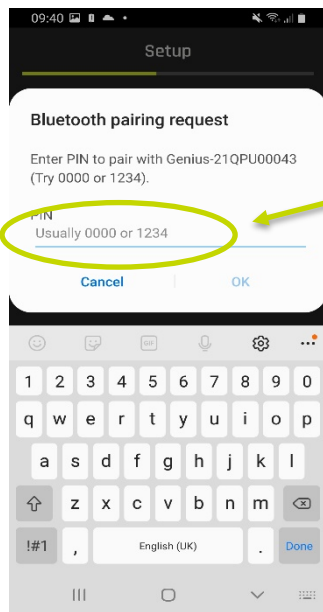 09:40
Setup
Bluetooth pairing request
Enter PIN to pair with Genius-21QPU00043
(Try 0000 or 1234).
PIN
Usually 0000 or 1234
Cancel OK
GIF
1 2 3 4 5 6 7 8 9 0
q w e r t y u i o p
a s d f g h j k l
z x c v b n m
!#1 , English (UK) . Done